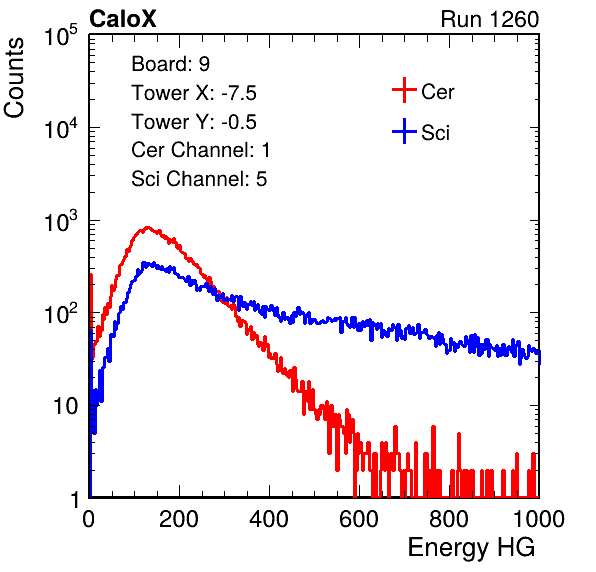 CaloX Run 1260
Counts
10^5
10^4
10^3
10^2
10
1
Board: 9
Tower X: -7.5
Tower Y: -0.5
Cer Channel: 1
Sci Channel: 5
Cer
Sci
0 200 400 600 800 1000
Energy HG